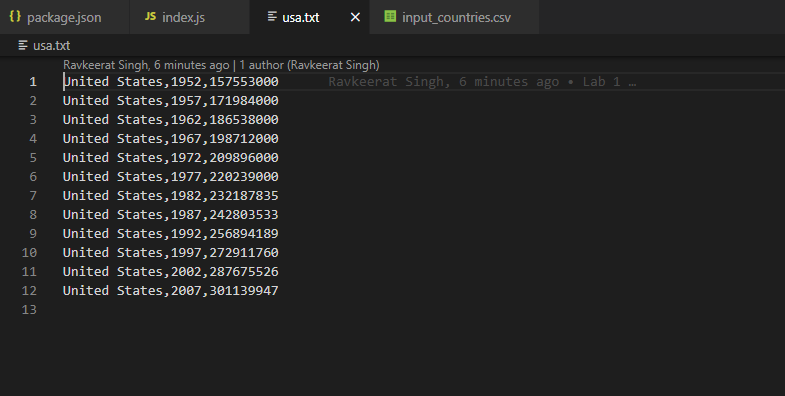 {} package.json JS index.js usa.txt × input_countries.csv
usa.txt
Ravkeerat Singh, 6 minutes ago | 1 author (Ravkeerat Singh)
1 United States,1952,157553000 Ravkeerat Singh, 6 minutes ago • Lab 1 …
2 United States,1957,171984000
3 United States,1962,186538000
4 United States,1967,198712000
5 United States,1972,209896000
6 United States,1977,220239000
7 United States,1982,232187835
8 United States,1987,242803533
9 United States,1992,256894189
10 United States,1997,272911760
11 United States,2002,287675526
12 United States,2007,301139947
13